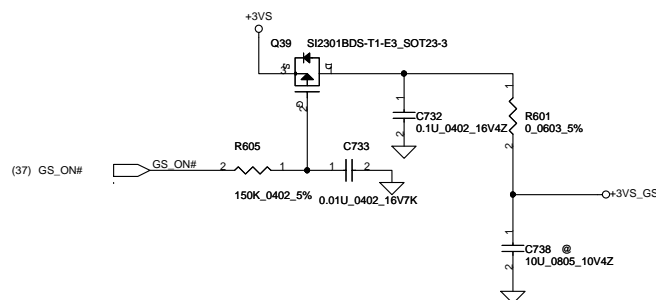 +3VS
Q39 SI2301BDS-T1-E3_SOT23-3
S
3
D
1
G
2
1
C732
0.1U_0402_16V4Z
2
1
R601
0_0603_5%
2
R605
C733
(37) GS_ON#
GS_ON#
2
1
1
2
150K_0402_5%
0.01U_0402_16V7K
+3VS_GS
1
C738 @
10U_0805_10V4Z
2